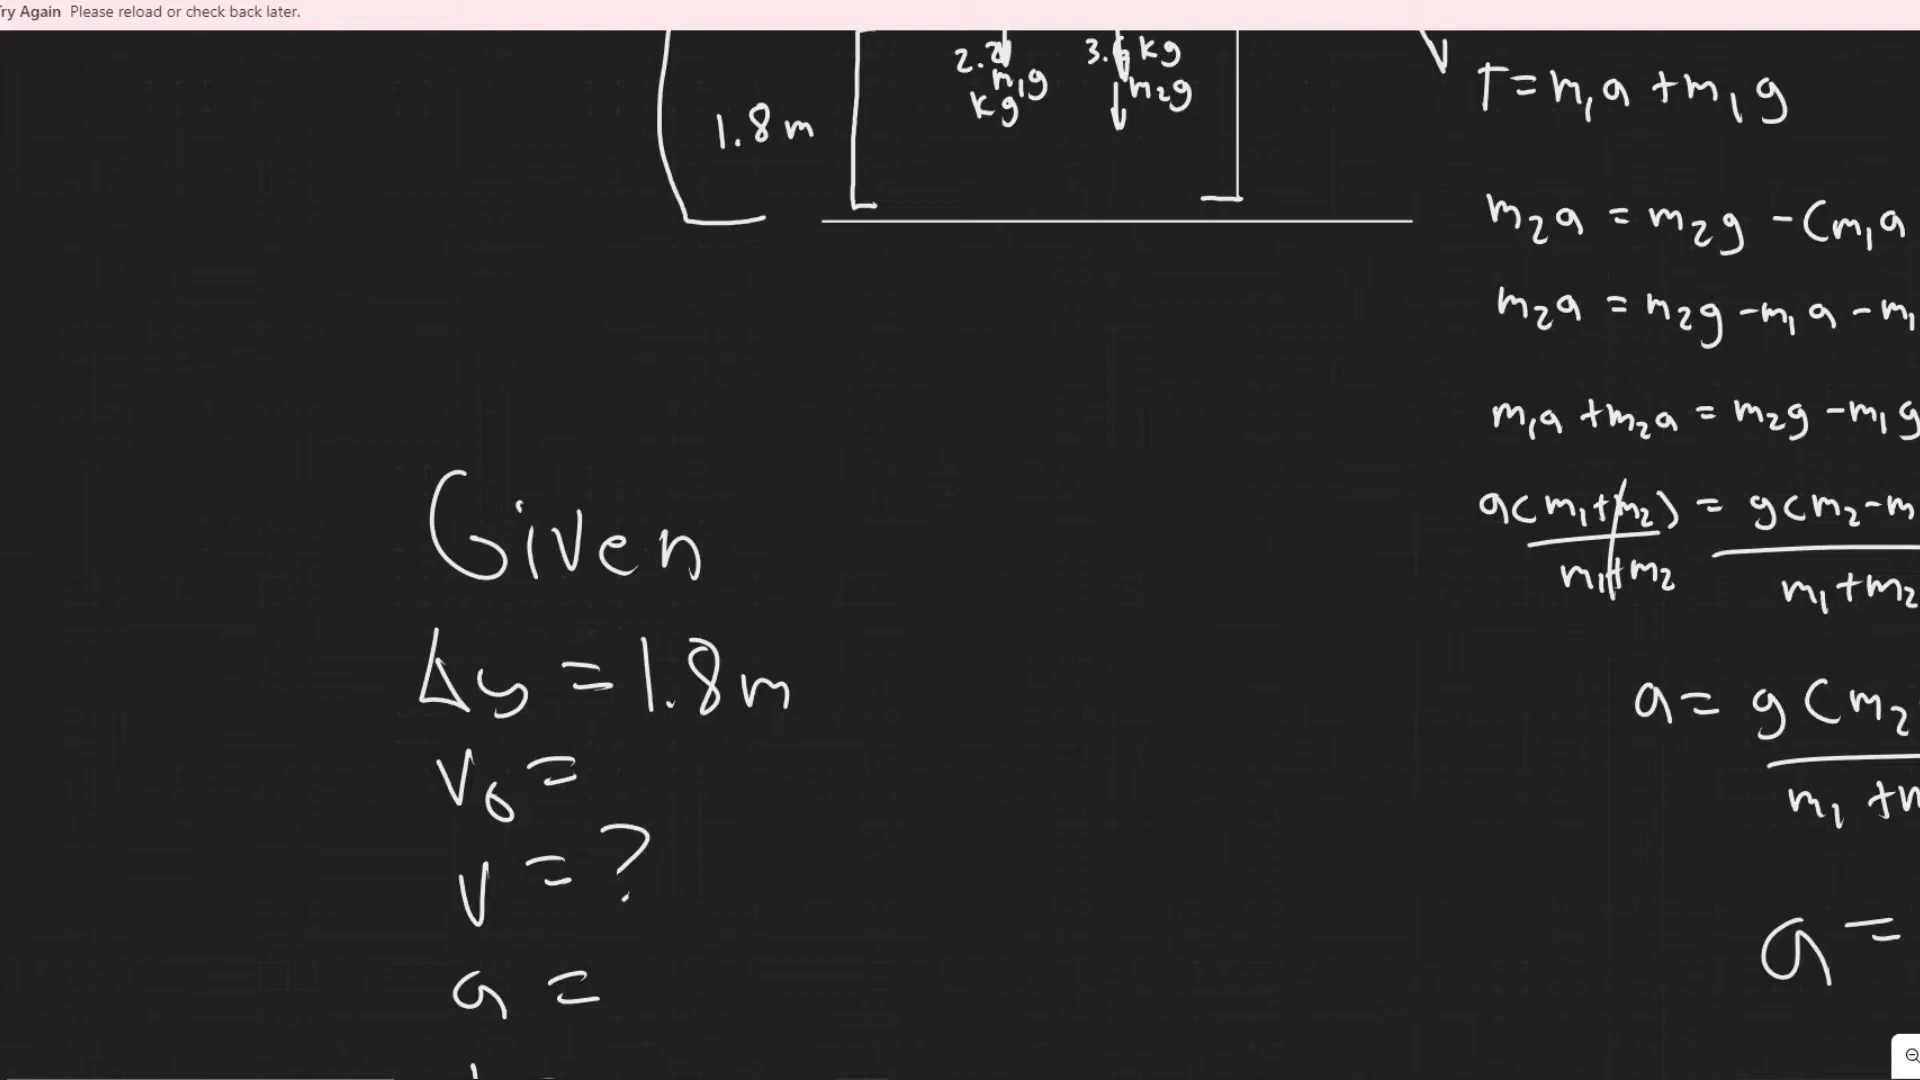 Try Again Please reload or check back later.
2.2 kg
m₁g
3.6 kg
m₂g
1.8 m
T = m₁a + m₁g
m₂a = m₂g - (m₁a
m₂a = m₂g - m₁a - m₁
m₁a + m₂a = m₂g - m₁g
a(m₁+m₂) = g(m₂-m
m₁+m₂ m₁+m₂
a = g(m₂
m₁ +m
a =
Given
Δy = 1.8 m
v₀ =
v = ?
a =